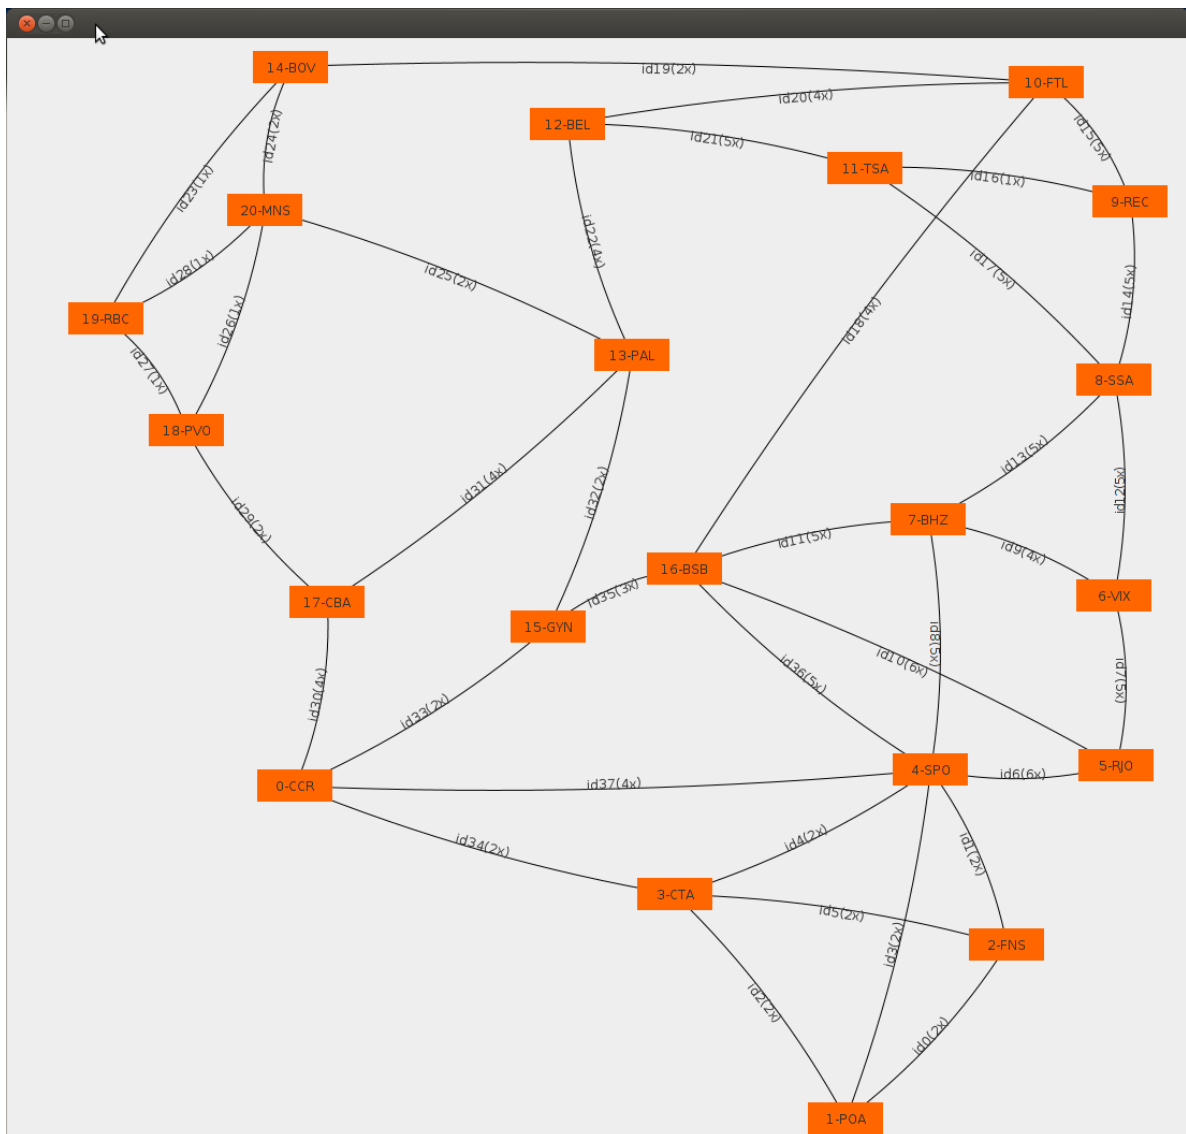 14-BOV
id19(2x)
10-FTL
id20(4x)
12-BEL
id24(2x)
id21(5x)
id15(5x)
11-TSA
id16(1x)
id23(1x)
9-REC
20-MNS
id22(4x)
id28(1x)
id25(2x)
id17(5x)
id14(5x)
19-RBC
id26(1x)
id18(4x)
13-PAL
id27(1x)
8-SSA
18-PVO
id13(5x)
id31(4x)
id32(2x)
id12(5x)
id29(2x)
7-BHZ
id11(5x)
id9(4x)
16-BSB
id35(3x)
6-VIX
17-CBA
15-GYN
id8(5x)
id10(6x)
id36(5x)
id7(5x)
id30(4x)
id33(2x)
4-SPO
5-RJO
id6(6x)
0-CCR
id37(4x)
id34(2x)
id4(2x)
id1(2x)
3-CTA
id5(2x)
2-FNS
id3(2x)
id2(2x)
id0(2x)
1-POA